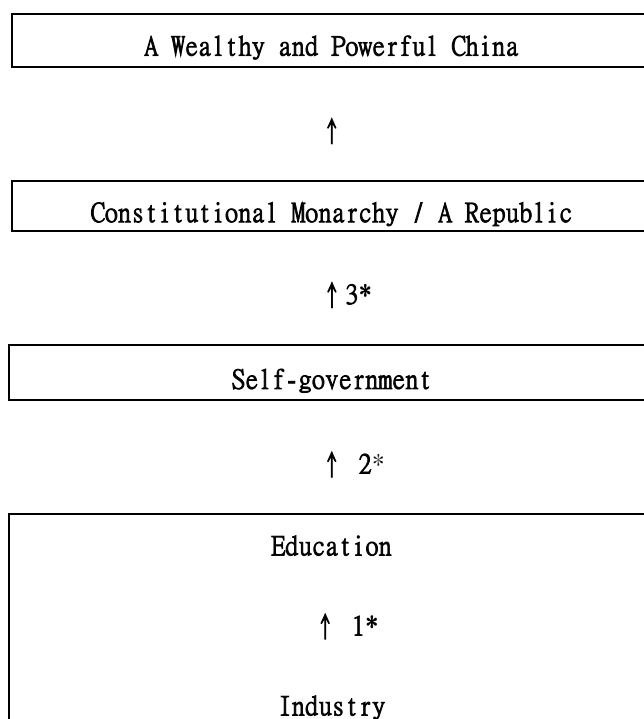 A Wealthy and Powerful China
↑
Constitutional Monarchy / A Republic
↑3*
Self-government
↑ 2*
Education
↑ 1*
Industry